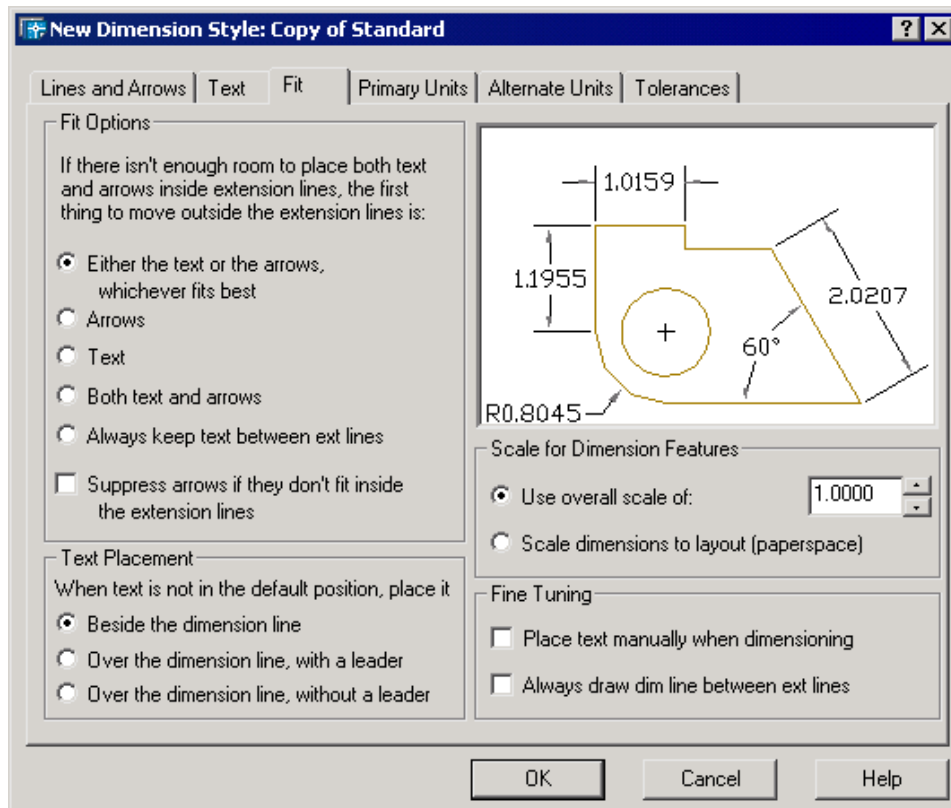 New Dimension Style: Copy of Standard
Lines and Arrows
Text
Fit
Primary Units
Alternate Units
Tolerances
Fit Options
If there isn't enough room to place both text
and arrows inside extension lines, the first
thing to move outside the extension lines is:
Either the text or the arrows,
whichever fits best
Arrows
Text
Both text and arrows
Always keep text between ext lines
Suppress arrows if they don't fit inside
the extension lines
Text Placement
When text is not in the default position, place it
Beside the dimension line
Over the dimension line, with a leader
Over the dimension line, without a leader
1.0159
1.1955
2.0207
60°
R0.8045
Scale for Dimension Features
Use overall scale of:
1.0000
Scale dimensions to layout (paperspace)
Fine Tuning
Place text manually when dimensioning
Always draw dim line between ext lines
OK
Cancel
Help